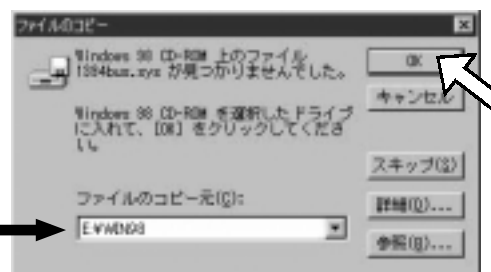 ファイルのコピー
Windows 98 CD-ROM 上のファイル
1394bus.sys が見つかりませんでした。
Windows 98 CD-ROM を選択したドライブ
に入れて、[OK] をクリックしてくださ
い。
ファイルのコピー元(C):
E:¥WIN98
OK
キャンセル
スキップ(S)
詳細(D)...
参照(B)...